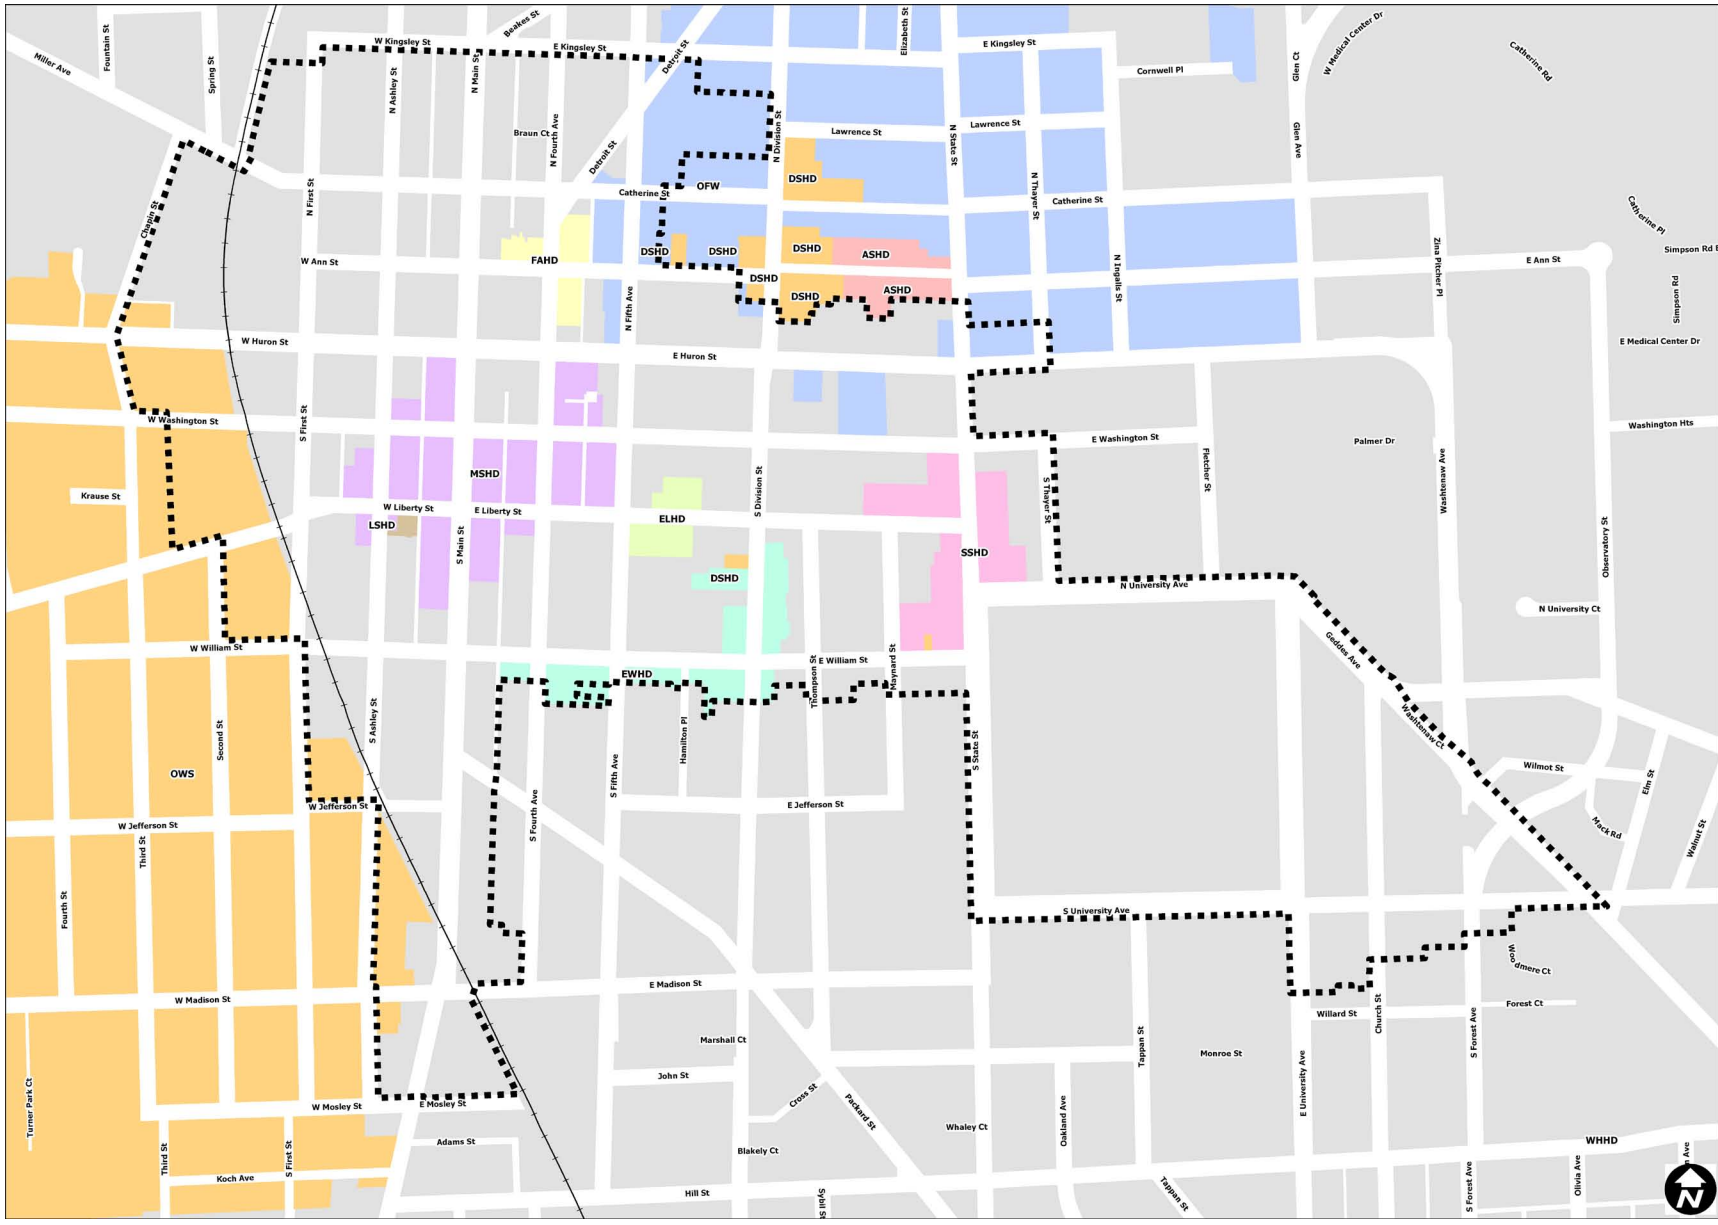 Fountain St
Spring St
Miller Ave
Beakes St
W Kingsley St
E Kingsley St
Elizabeth St
E Kingsley St
Detroit St
Glen Ct
W Medical Center Dr
Catherine Rd
Cornwell Pl
N Ashley St
N Main St
N Fourth Ave
Braun Ct
Detroit St
N Division St
Lawrence St
Lawrence St
N State St
Glen Ave
DSHD
OFW
Catherine St
Catherine St
N First St
N Thayer St
Chapin St
Catherine Pl
Simpson Rd E
Zina Pitcher Pl
W Ann St
FAHD
DSHD
DSHD
DSHD
ASHD
E Ann St
N Ingalls St
DSHD
DSHD
ASHD
Simpson Rd
N Fifth Ave
W Huron St
E Huron St
E Medical Center Dr
W Washington St
S First St
E Washington St
Palmer Dr
Washington Hts
Krause St
MSHD
S Division St
Fletcher St
Washtenaw Ave
S Thayer St
W Liberty St
E Liberty St
LSHD
ELHD
S Main St
SSHD
Observatory St
DSHD
N University Ave
N University Ct
W William St
E William St
Geddes Ave
EWHD
Thompson St
Maynard St
S Ashley St
Second St
Hamilton Pl
S State St
Washtenaw Ct
OWS
S Fifth Ave
Wilmot St
Elm St
W Jefferson St
E Jefferson St
W Jefferson St
S Fourth Ave
Mack Rd
Walnut St
Third St
Fourth St
S University Ave
Woodmere Ct
W Madison St
E Madison St
Forest Ct
Willard St
Church St
S Forest Ave
Marshall Ct
Monroe St
Tappan St
John St
E University Ave
Turner Park Ct
W Mosley St
E Mosley St
Cross St
Packard St
Whaley Ct
Oakland Ave
Adams St
Blakely Ct
WHHD
Third St
S First St
Koch Ave
Hill St
Sybil St
Tappan St
S Forest Ave
Olivia Ave
Ave
N